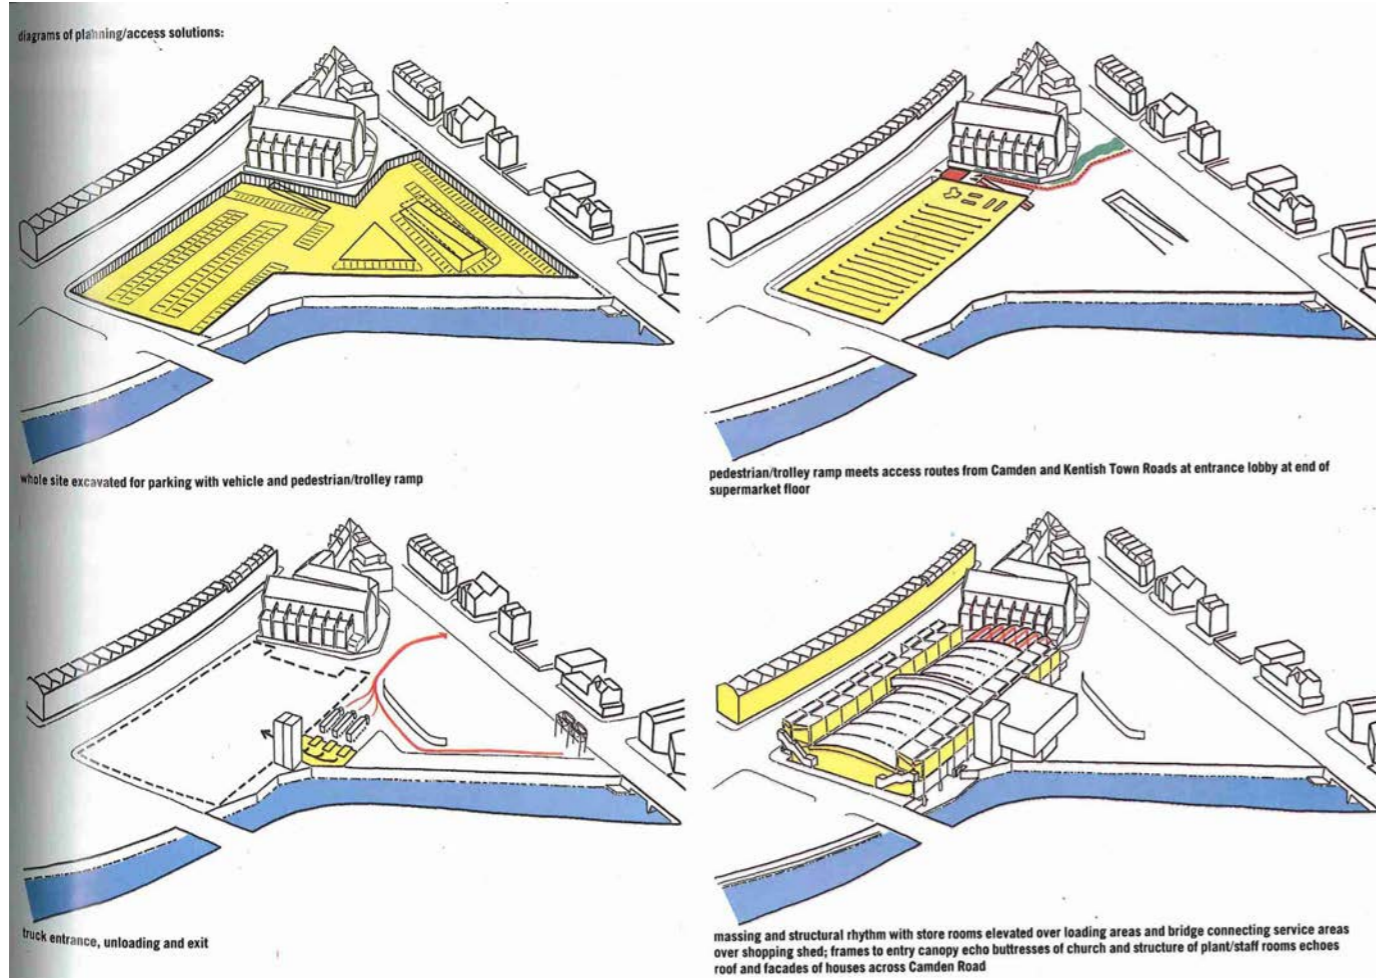 diagrams of planning/access solutions:
whole site excavated for parking with vehicle and pedestrian/trolley ramp
pedestrian/trolley ramp meets access routes from Camden and Kentish Town Roads at entrance lobby at end of
supermarket floor
truck entrance, unloading and exit
massing and structural rhythm with store rooms elevated over loading areas and bridge connecting service areas
over shopping shed; frames to entry canopy echo buttresses of church and structure of plant/staff rooms echoes
roof and facades of houses across Camden Road